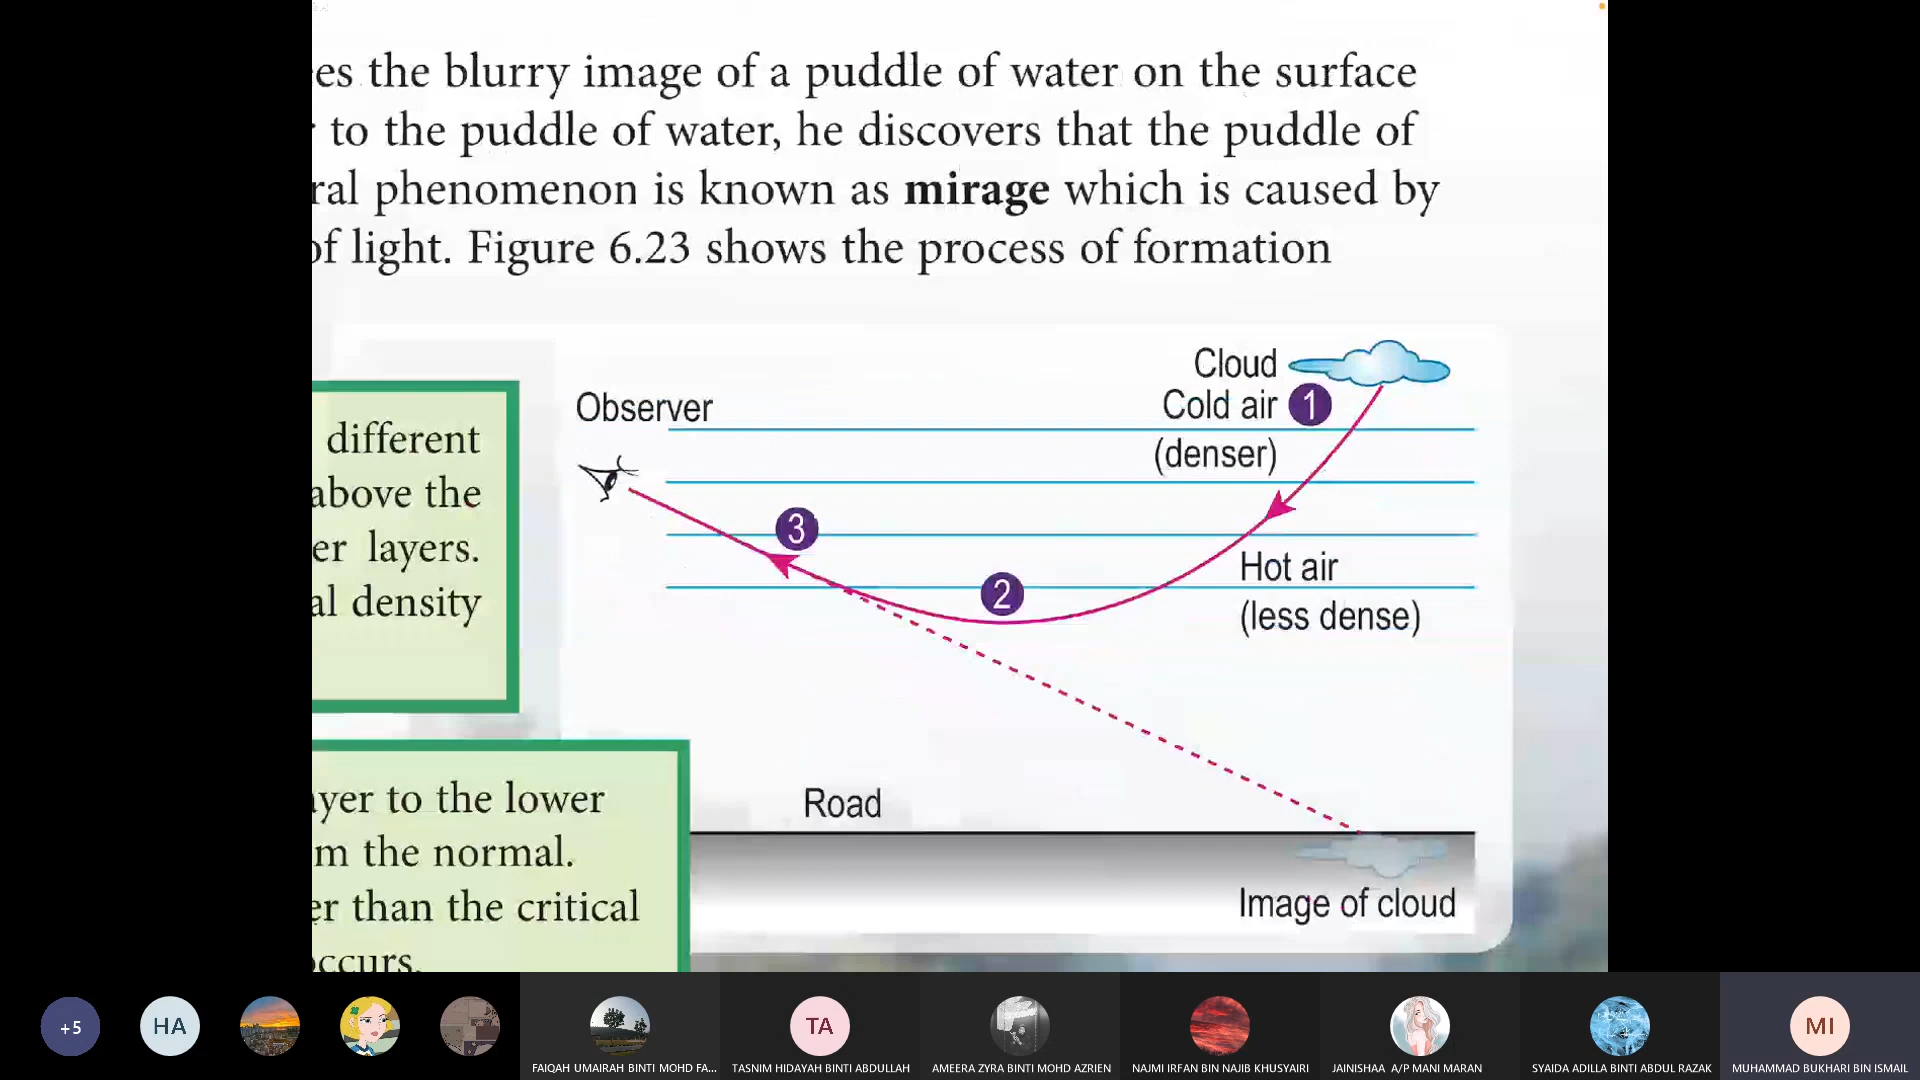 ees the blurry image of a puddle of water on the surface
to the puddle of water, he discovers that the puddle of
ral phenomenon is known as mirage which is caused by
of light. Figure 6.23 shows the process of formation
different
above the
er layers.
al density
ayer to the lower
m the normal.
er than the critical
occurs.
Cloud
Cold air 1
(denser)
Observer
3
2
Hot air
(less dense)
Road
Image of cloud
+5
HA
TA
MI
FAIQAH UMAIRAH BINTI MOHD FA...
TASNIM HIDAYAH BINTI ABDULLAH
AMEERA ZYRA BINTI MOHD AZRIEN
NAJMI IRFAN BIN NAJIB KHUSYAIRI
JAINISHAA A/P MANI MARAN
SYAIDA ADILLA BINTI ABDUL RAZAK
MUHAMMAD BUKHARI BIN ISMAIL